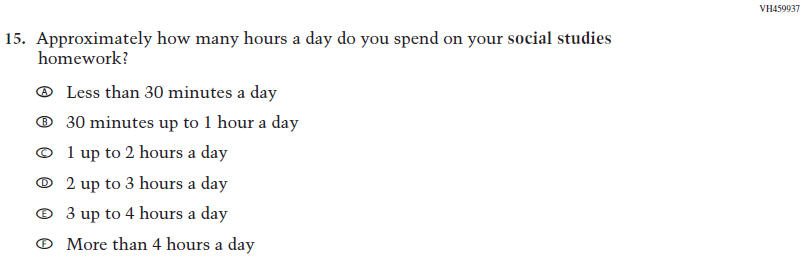 VH459937
15. Approximately how many hours a day do you spend on your social studies
homework?
A Less than 30 minutes a day
B 30 minutes up to 1 hour a day
C 1 up to 2 hours a day
D 2 up to 3 hours a day
E 3 up to 4 hours a day
F More than 4 hours a day